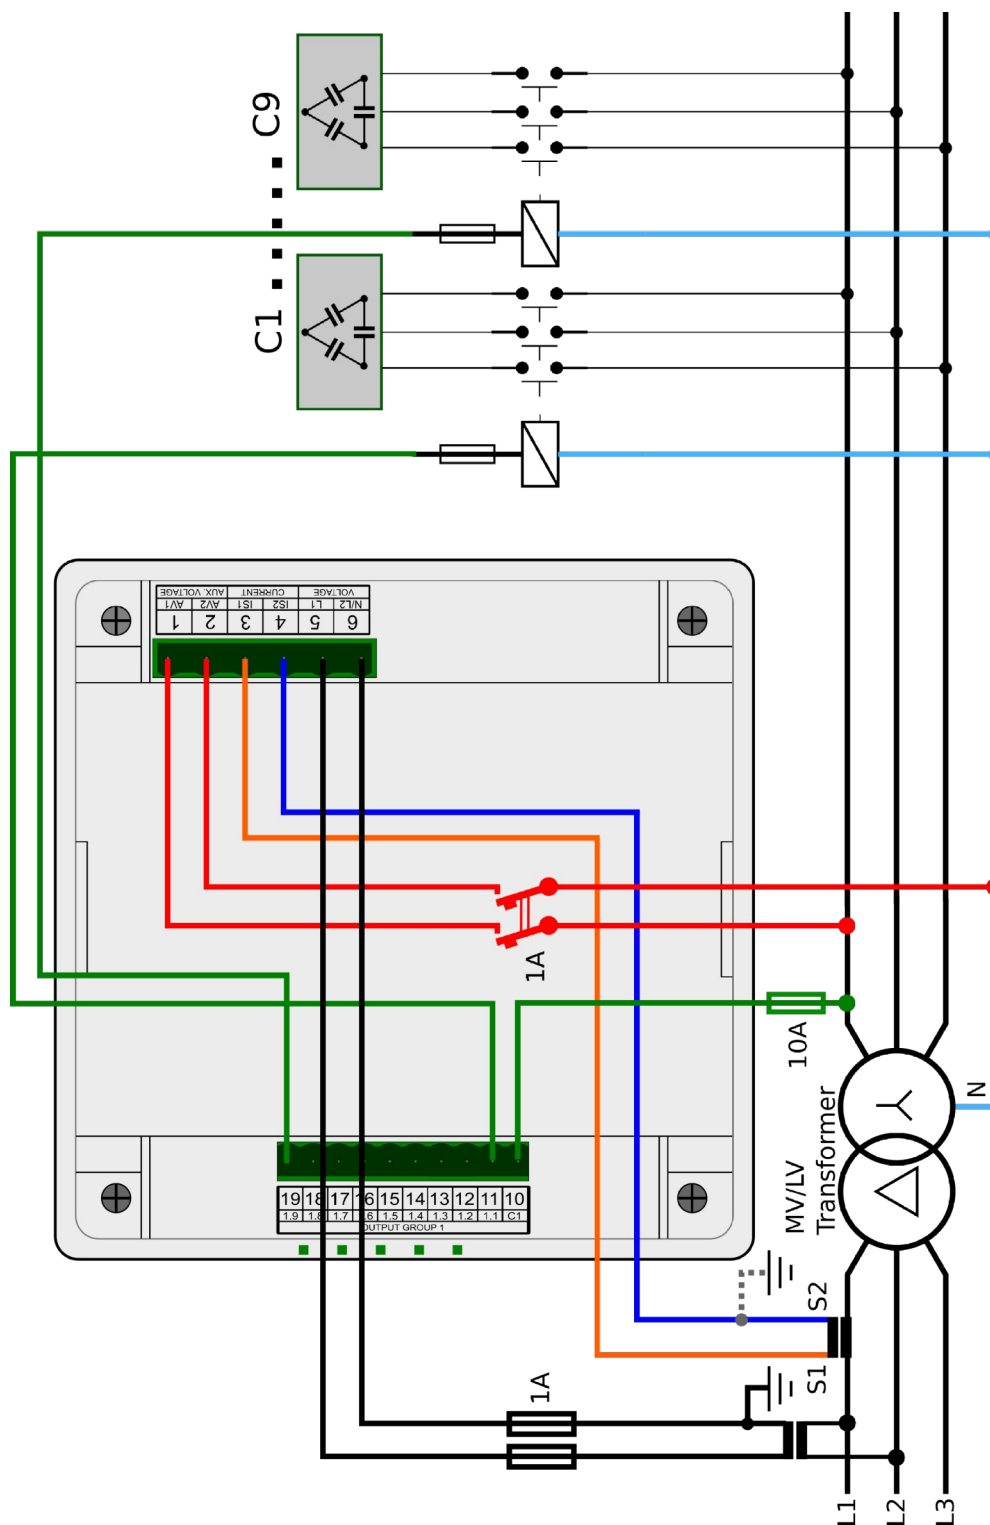 C9
C1
AUX. VOLTAGE CURRENT VOLTAGE
AV1 AV2 IS1 IS2 L1 N/L2
1 2 3 4 5 6
1A
10A
N
MV/LV
Transformer
19 18 17 16 15 14 13 12 11 10
1.9 1.8 1.7 1.6 1.5 1.4 1.3 1.2 1.1 C1
OUTPUT GROUP 1
S2
S1
1A
L1
L2
L3